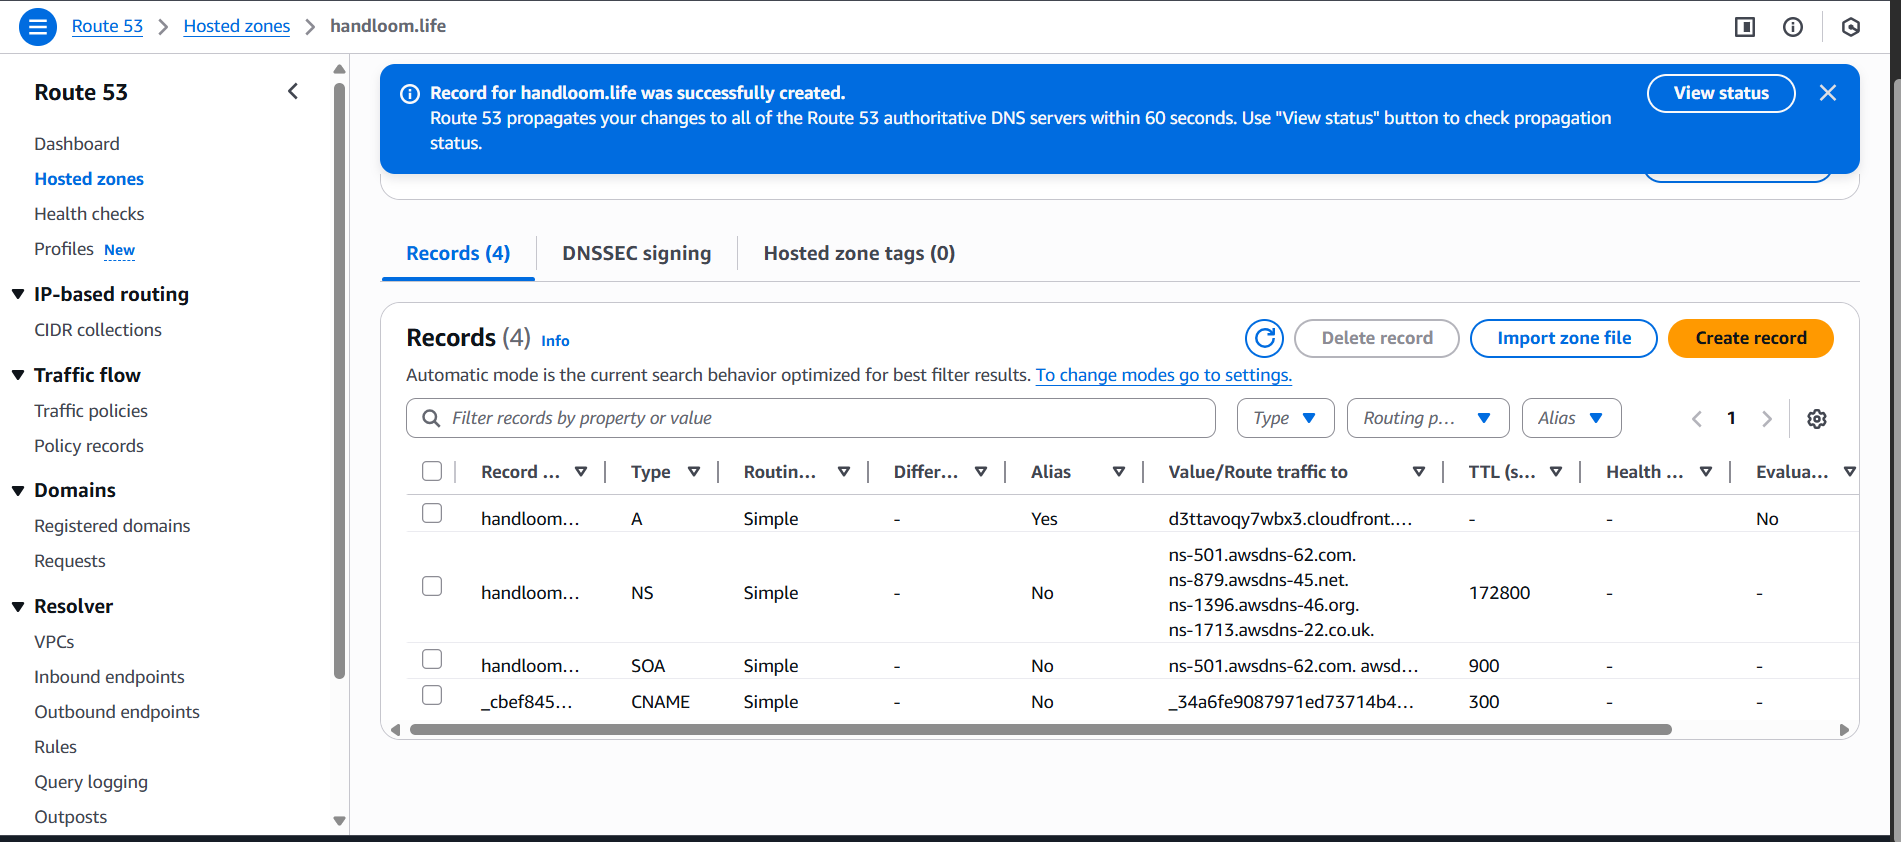 Route 53 > Hosted zones > handloom.life
Route 53
Dashboard
Hosted zones
Health checks
Profiles New
IP-based routing
CIDR collections
Traffic flow
Traffic policies
Policy records
Domains
Registered domains
Requests
Resolver
VPCs
Inbound endpoints
Outbound endpoints
Rules
Query logging
Outposts
Record for handloom.life was successfully created.
Route 53 propagates your changes to all of the Route 53 authoritative DNS servers within 60 seconds. Use "View status" button to check propagation
status.
View status
Records (4) DNSSEC signing Hosted zone tags (0)
Records (4) Info
Delete record Import zone file Create record
Automatic mode is the current search behavior optimized for best filter results. To change modes go to settings.
Filter records by property or value Type Routing p... Alias 1
Record ... Type Routin... Differ... Alias Value/Route traffic to TTL (s... Health ... Evalua...
handloom... A Simple - Yes d3ttavoqy7wbx3.cloudfront.... - - No
ns-501.awsdns-62.com.
ns-879.awsdns-45.net.
handloom... NS Simple - No 172800 - -
ns-1396.awsdns-46.org.
ns-1713.awsdns-22.co.uk.
handloom... SOA Simple - No ns-501.awsdns-62.com. awsd... 900 - -
_cbef845... CNAME Simple - No _34a6fe9087971ed73714b4... 300 - -